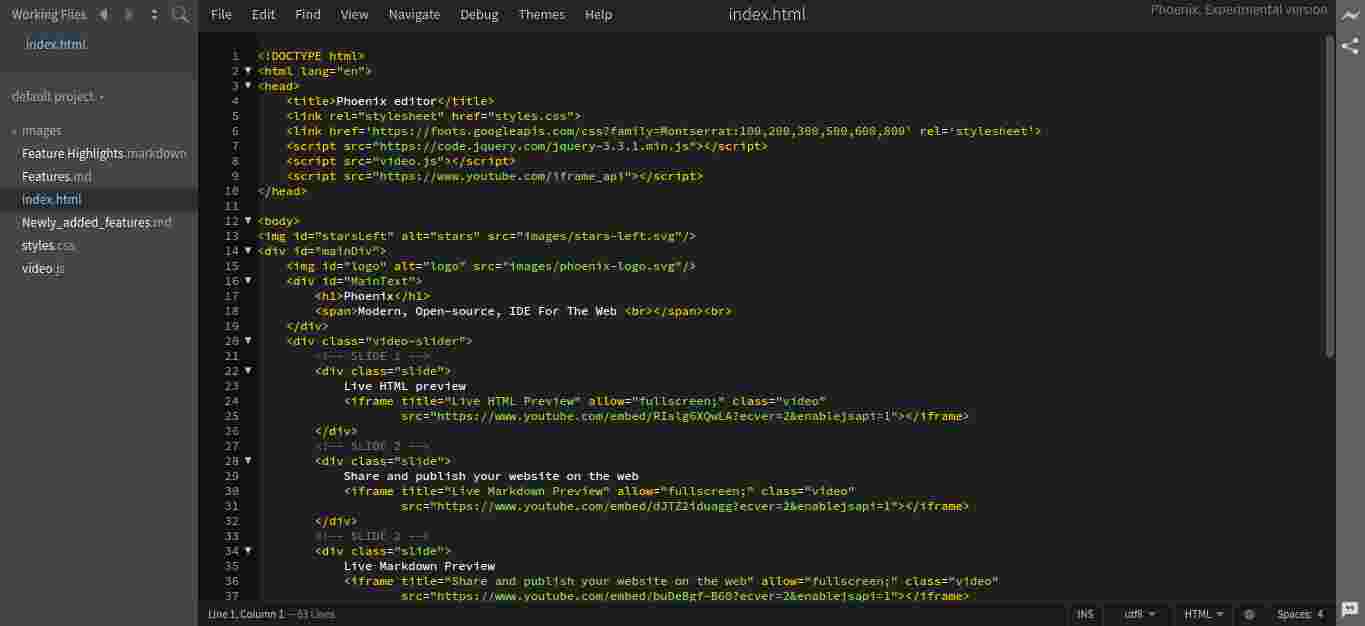 Working Files
index.html
default project
images
Feature Highlights.markdown
Features.md
index.html
Newly_added_features.md
styles.css
video.js
File Edit Find View Navigate Debug Themes Help
index.html
Phoenix, Experimental version
1 <!DOCTYPE html>
2 <html lang="en">
3 <head>
4 <title>Phoenix editor</title>
5 <link rel="stylesheet" href="styles.css">
6 <link href='https://fonts.googleapis.com/css?family=Montserrat:100,200,300,500,600,800' rel='stylesheet'>
7 <script src="https://code.jquery.com/jquery-3.3.1.min.js"></script>
8 <script src="video.js"></script>
9 <script src="https://www.youtube.com/iframe_api"></script>
10 </head>
11
12 <body>
13 <img id="starsLeft" alt="stars" src="images/stars-left.svg"/>
14 <div id="mainDiv">
15 <img id="logo" alt="logo" src="images/phoenix-logo.svg"/>
16 <div id="MainText">
17 <h1>Phoenix</h1>
18 <span>Modern, Open-source, IDE For The Web <br></span><br>
19 </div>
20 <div class="video-slider">
21 <!-- SLIDE 1 -->
22 <div class="slide">
23 Live HTML preview
24 <iframe title="Live HTML Preview" allow="fullscreen;" class="video"
25 src="https://www.youtube.com/embed/RIslg6XQwLA?ecver=2&enablejsapi=1"></iframe>
26 </div>
27 <!-- SLIDE 2 -->
28 <div class="slide">
29 Share and publish your website on the web
30 <iframe title="Live Markdown Preview" allow="fullscreen;" class="video"
31 src="https://www.youtube.com/embed/dJTZ2iduagg?ecver=2&enablejsapi=1"></iframe>
32 </div>
33 <!-- SLIDE 2 -->
34 <div class="slide">
35 Live Markdown Preview
36 <iframe title="Share and publish your website on the web" allow="fullscreen;" class="video"
37 src="https://www.youtube.com/embed/buDeBgf-B60?ecver=2&enablejsapi=1"></iframe>
Line 1, Column 1 — 63 Lines
INS utf8 HTML Spaces: 4